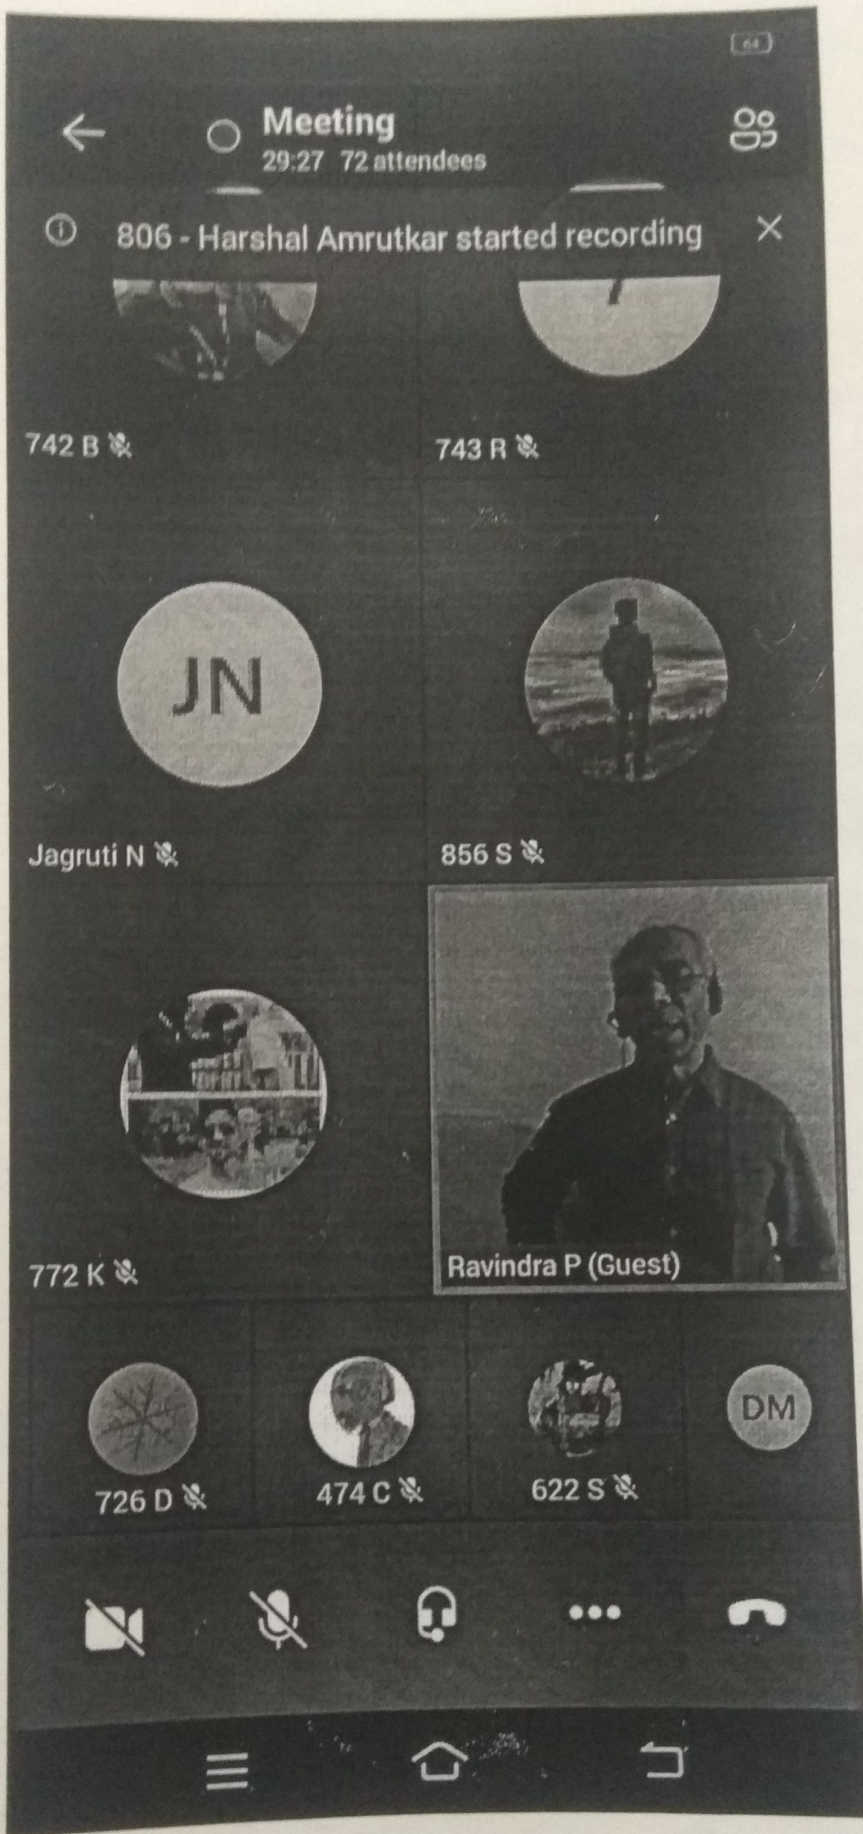 64
Meeting
29:27 72 attendees
806 - Harshal Amrutkar started recording
742 B
743 R
JN
Jagruti N
856 S
772 K
Ravindra P (Guest)
DM
726 D
474 C
622 S